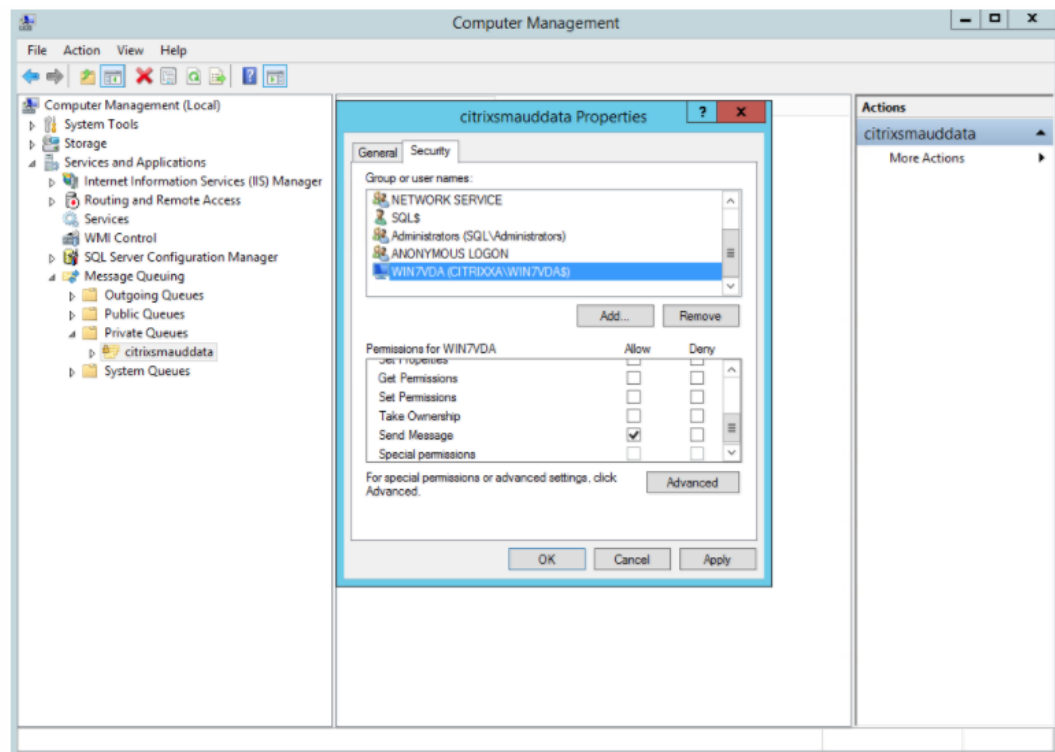 Computer Management
File Action View Help
Computer Management (Local)
System Tools
Storage
Services and Applications
Internet Information Services (IIS) Manager
Routing and Remote Access
Services
WMI Control
SQL Server Configuration Manager
Message Queuing
Outgoing Queues
Public Queues
Private Queues
citrixsmauddata
System Queues
citrixsmauddata Properties
? x
General Security
Group or user names:
NETWORK SERVICE
SQL$
Administrators (SQL\Administrators)
ANONYMOUS LOGON
WIN7VDA (CITRIXXA\WIN7VDA$)
Add... Remove
Permissions for WIN7VDA Allow Deny
Set Properties
Get Permissions
Set Permissions
Take Ownership
Send Message
Special permissions
For special permissions or advanced settings, click
Advanced.
Advanced
OK Cancel Apply
Actions
citrixsmauddata
More Actions